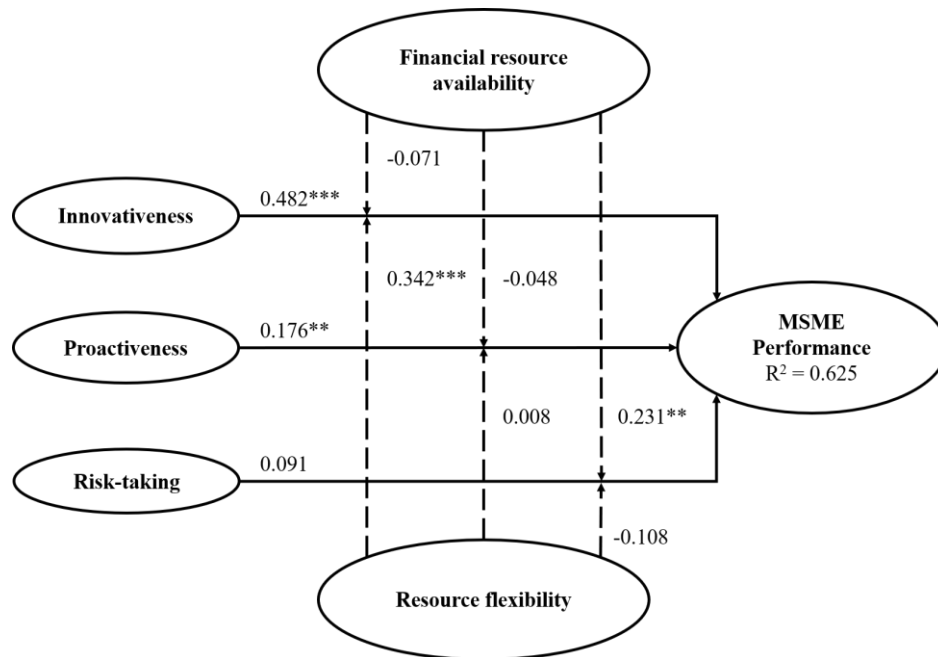 Financial resource
availability
-0.071
0.482***
Innovativeness
0.342***
-0.048
0.176**
Proactiveness
MSME
Performance
R² = 0.625
0.008
0.231**
0.091
Risk-taking
-0.108
Resource flexibility